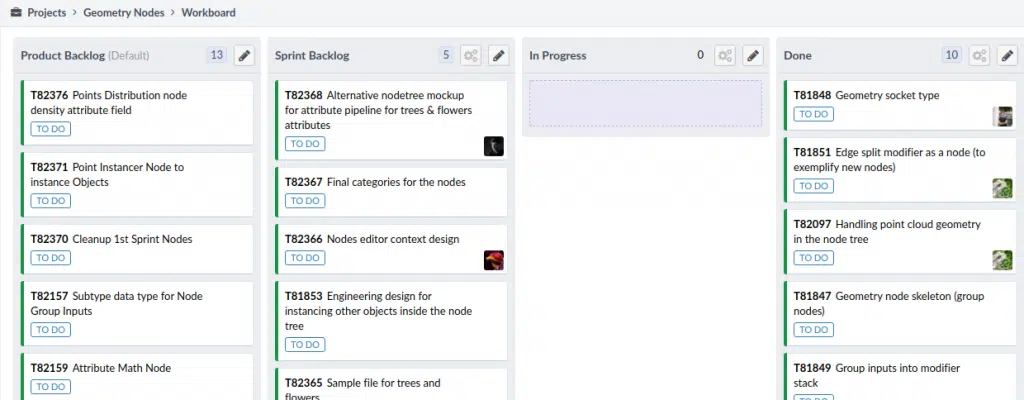 Projects > Geometry Nodes > Workboard
Product Backlog (Default) 13
T82376 Points Distribution node
density attribute field
TO DO
T82371 Point Instancer Node to
instance Objects
TO DO
T82370 Cleanup 1st Sprint Nodes
TO DO
T82157 Subtype data type for Node
Group Inputs
TO DO
T82159 Attribute Math Node
TO DO
Sprint Backlog 5
T82368 Alternative nodetree mockup
for attribute pipeline for trees & flowers
attributes
TO DO
T82367 Final categories for the nodes
TO DO
T82366 Nodes editor context design
TO DO
T81853 Engineering design for
instancing other objects inside the node
tree
TO DO
T82365 Sample file for trees and
flowers
In Progress 0
Done 10
T81848 Geometry socket type
TO DO
T81851 Edge split modifier as a node (to
exemplify new nodes)
TO DO
T82097 Handling point cloud geometry
in the node tree
TO DO
T81847 Geometry node skeleton (group
nodes)
TO DO
T81849 Group inputs into modifier
stack
TO DO